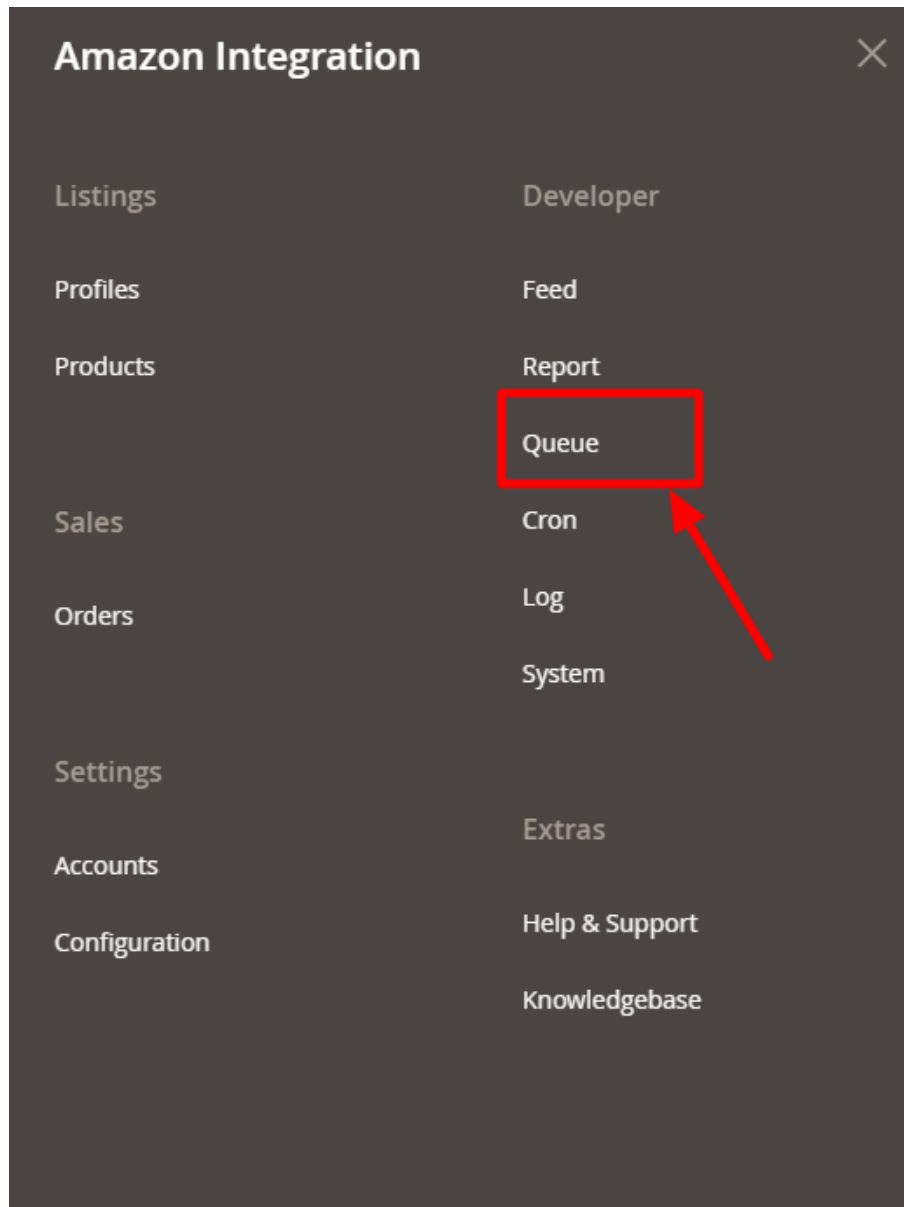 Amazon Integration
Listings
Profiles
Products
Sales
Orders
Settings
Accounts
Configuration
Developer
Feed
Report
Queue
Cron
Log
System
Extras
Help & Support
Knowledgebase